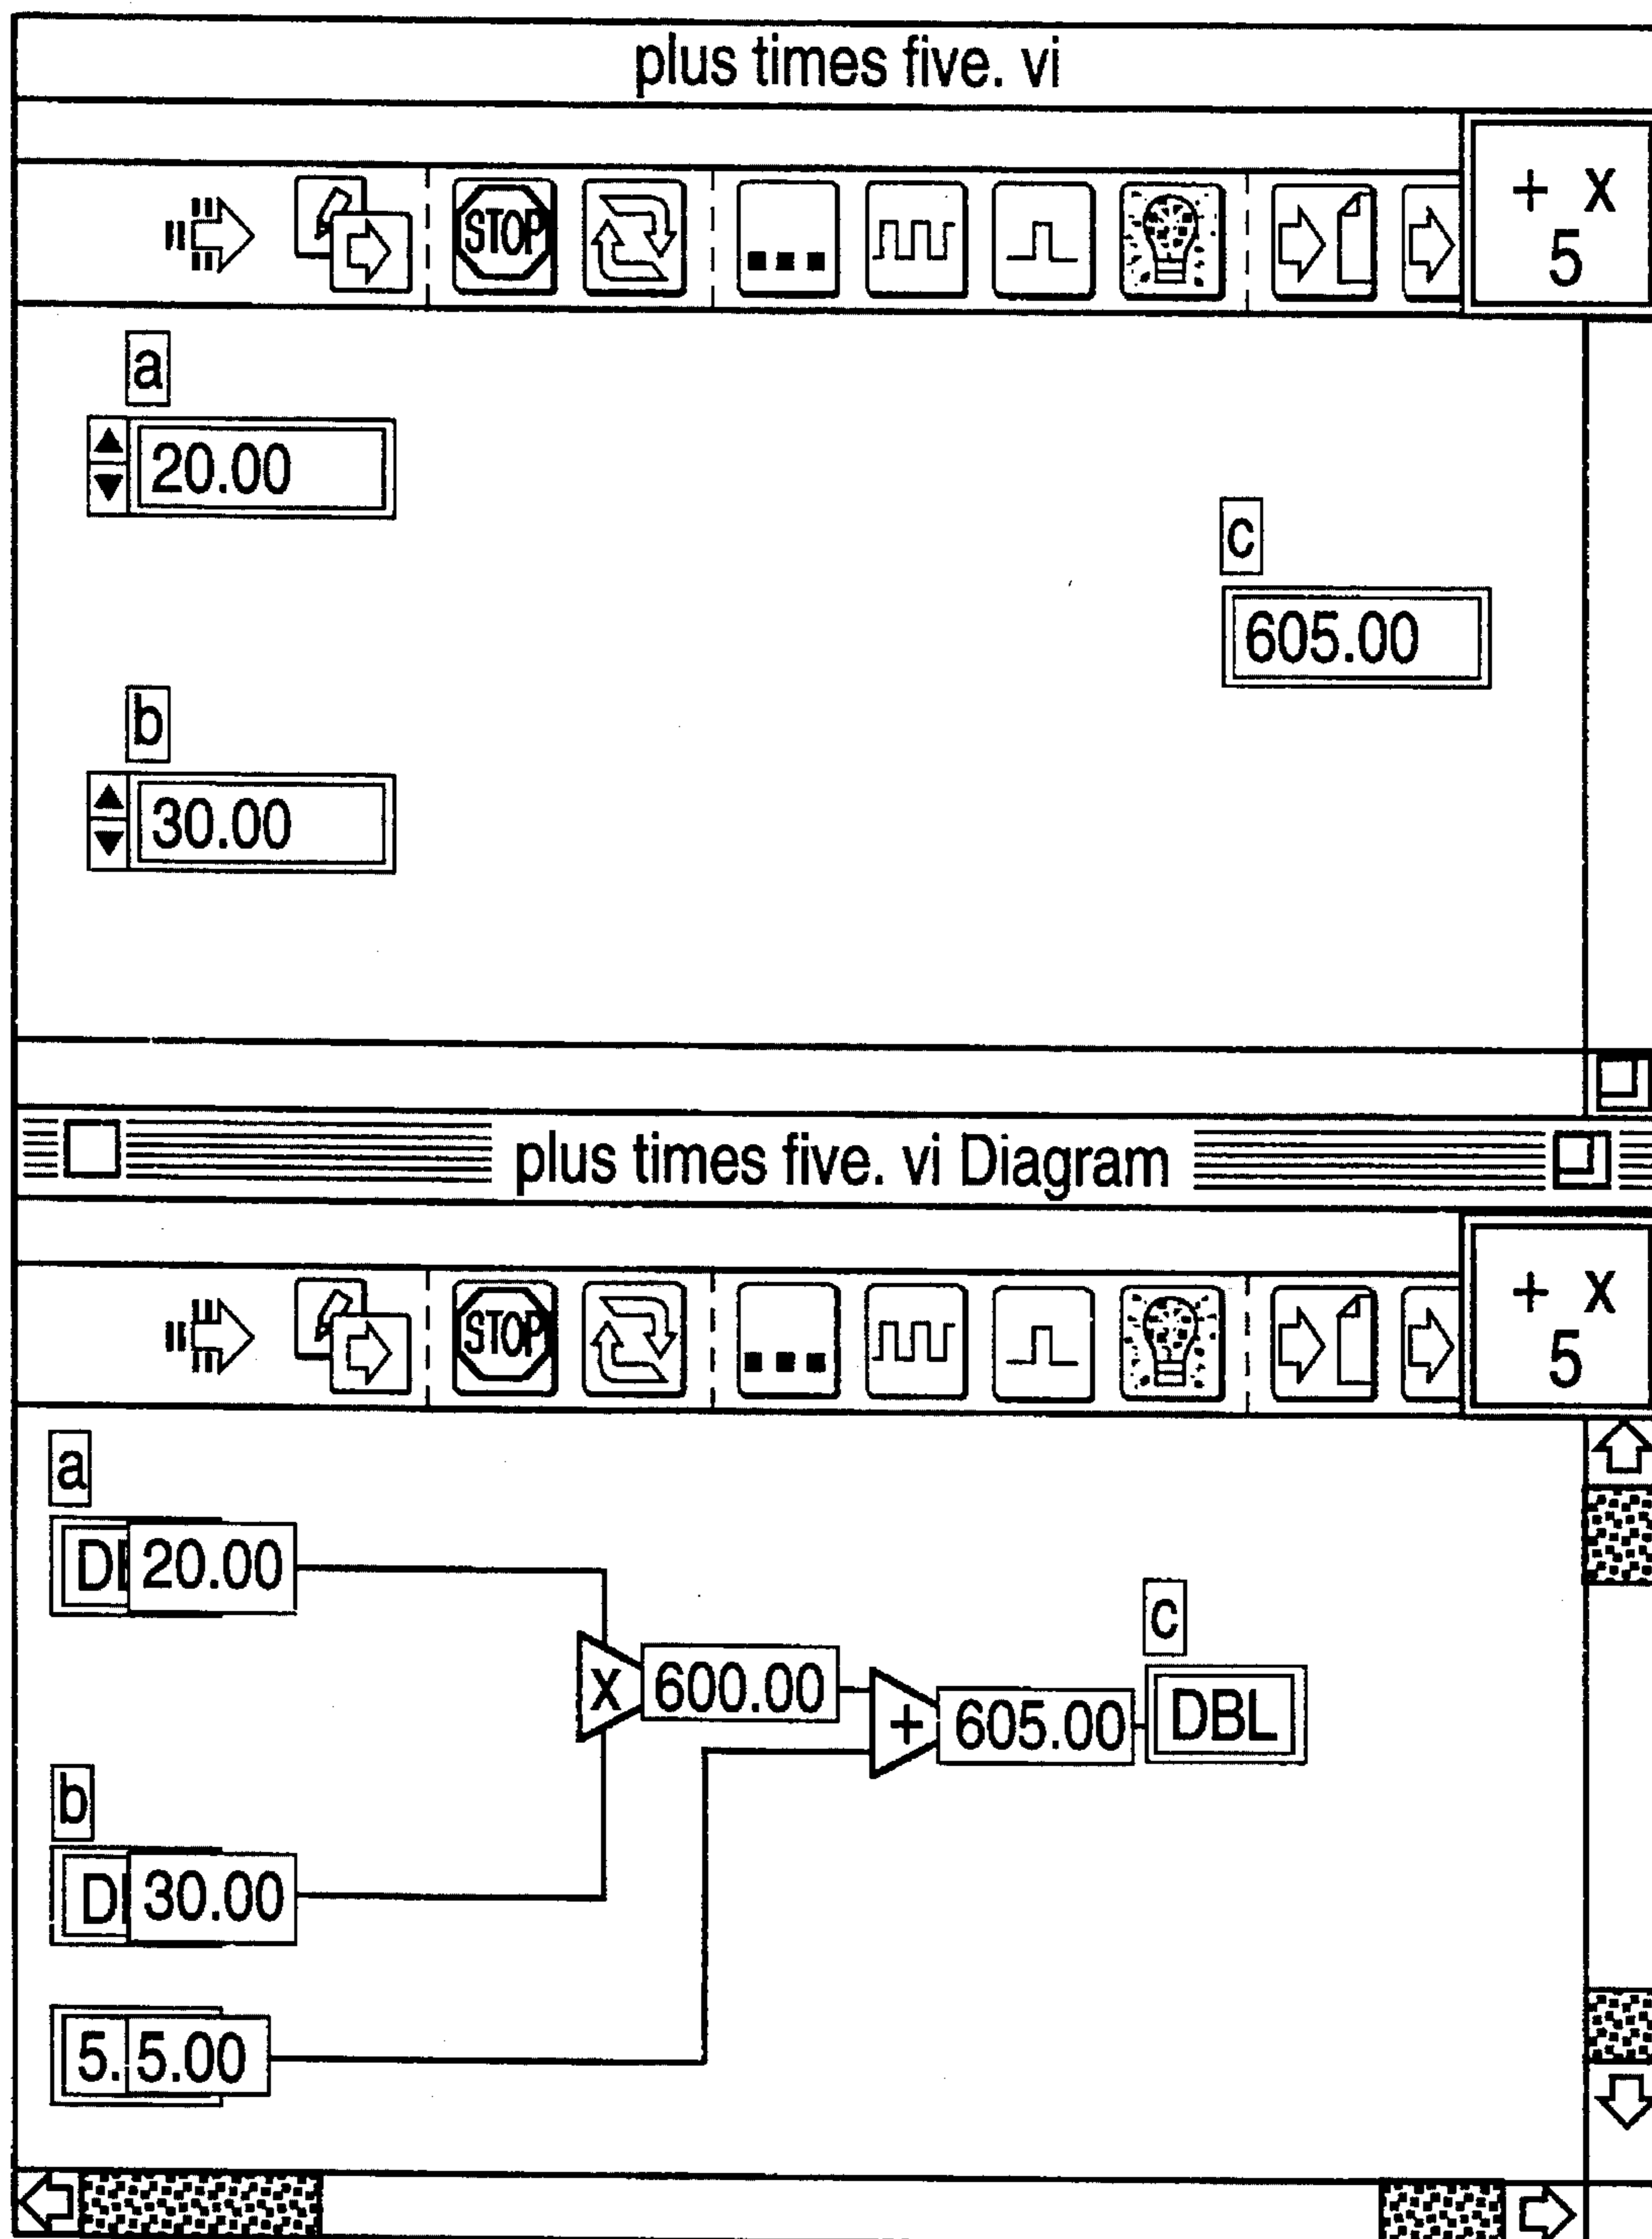 plus times five. vi
+ x
5
STOP
a
20.00
c
605.00
b
30.00
plus times five. vi Diagram
+ x
5
STOP
a
20.00
c
x 600.00 + 605.00 DBL
b
30.00
5. 5.00